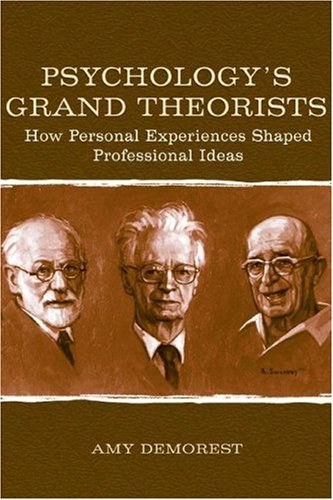 PSYCHOLOGY'S
GRAND THEORISTS
How Personal Experiences Shaped
Professional Ideas
AMY DEMOREST